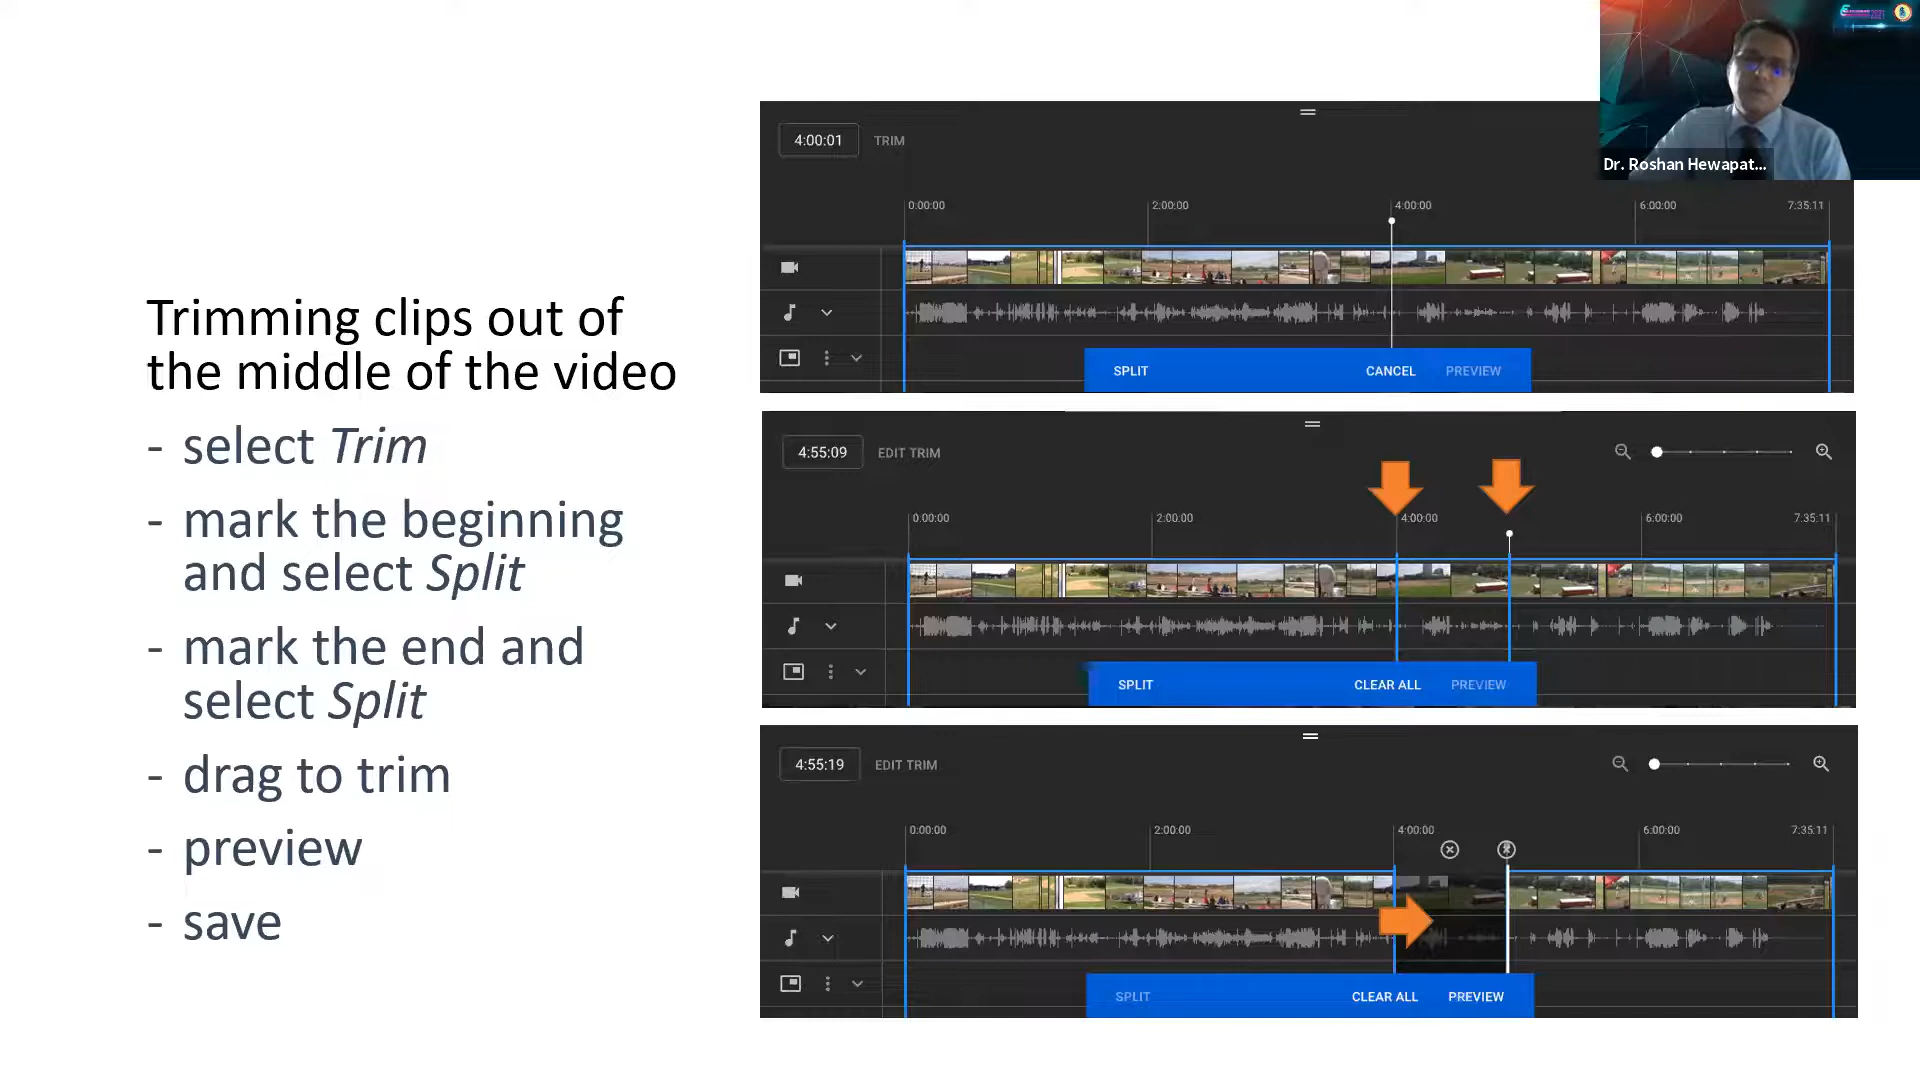 Dr. Roshan Hewapat...
Trimming clips out of
the middle of the video
- select Trim
- mark the beginning
and select Split
- mark the end and
select Split
- drag to trim
- preview
- save
4:00:01 TRIM
0:00:00 2:00:00 4:00:00 6:00:00 7:35:11
SPLIT CANCEL PREVIEW
4:55:09 EDIT TRIM
0:00:00 2:00:00 4:00:00 6:00:00 7:35:11
SPLIT CLEAR ALL PREVIEW
4:55:19 EDIT TRIM
0:00:00 2:00:00 4:00:00 6:00:00 7:35:11
SPLIT CLEAR ALL PREVIEW